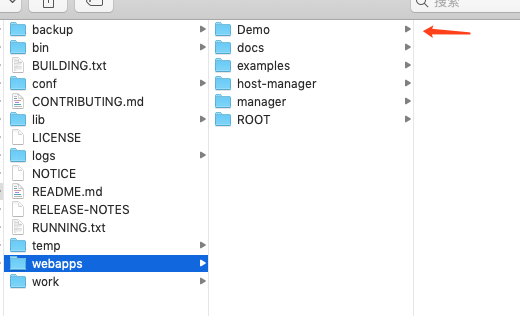 搜索
backup
bin
BUILDING.txt
conf
CONTRIBUTING.md
lib
LICENSE
logs
NOTICE
README.md
RELEASE-NOTES
RUNNING.txt
temp
webapps
work
Demo
docs
examples
host-manager
manager
ROOT